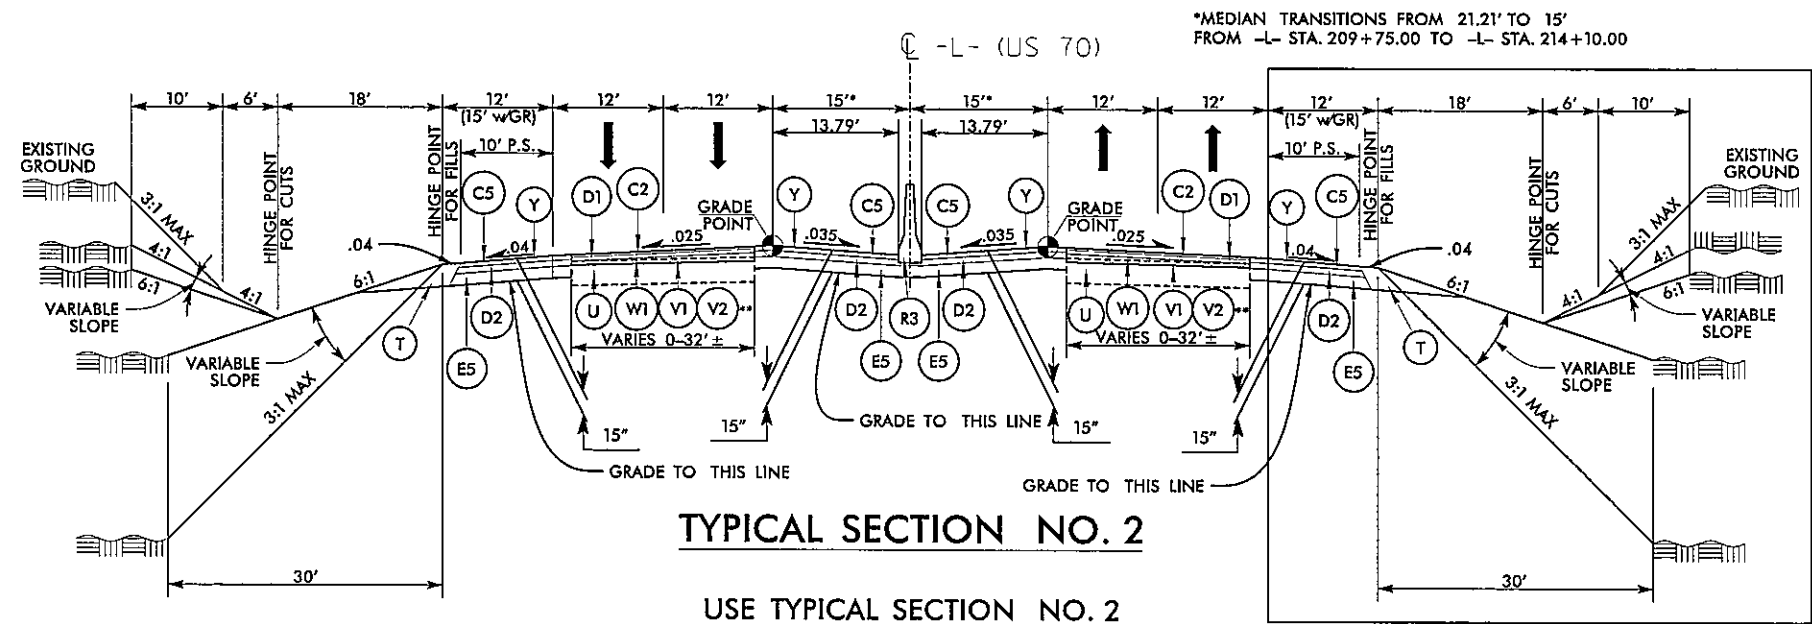 *MEDIAN TRANSITIONS FROM 21.21' TO 15'
FROM -L- STA. 209+75.00 TO -L- STA. 214+10.00
℄ -L- (US 70)
10' 6' 18' 12' 12' 12' 15'* 15'* 12' 12' 12' 18' 6' 10'
(15' w/GR) 13.79' 13.79' (15' w/GR)
10' P.S. 10' P.S.
EXISTING
GROUND
HINGE POINT
FOR CUTS
HINGE POINT
FOR FILLS
HINGE POINT
FOR FILLS
HINGE POINT
FOR CUTS
EXISTING
GROUND
C5 Y D1 C2 Y C5 C5 Y C2 D1 Y C5
GRADE
POINT
GRADE
POINT
3:1 MAX 4:1 6:1 4:1 6:1
.04 .04 .025 .035 .035 .025 .04 .04
6:1 3:1 MAX 4:1 4:1 6:1
VARIABLE
SLOPE
VARIABLE
SLOPE
3:1 MAX
T E5 D2 U W1 V1 V2 ** D2 E5 R3 E5 D2 U W1 V1 V2 ** D2 E5 T
VARIES 0-32' ±
VARIES 0-32' ±
VARIABLE
SLOPE
VARIABLE
SLOPE
3:1 MAX
15" 15" 15" 15"
GRADE TO THIS LINE
GRADE TO THIS LINE
GRADE TO THIS LINE
30' 30'
TYPICAL SECTION NO. 2
USE TYPICAL SECTION NO. 2